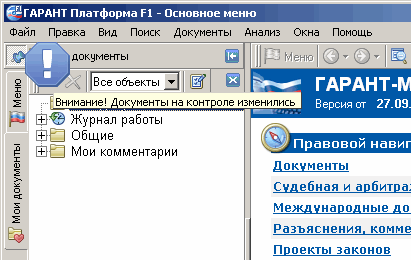 ГАРАНТ Платформа F1 - Основное меню
Файл Правка Вид Поиск Документы Анализ Окна Помощь
документы
Меню
Все объекты
Внимание! Документы на контроле изменились
Журнал работы
Общие
Мои комментарии
Меню
Мои документы
ГАРАНТ-М
Версия от 27.09.
Правовой навиг
Документы
Судебная и арбитра
Международные до
Разъяснения, комме
Проекты законов